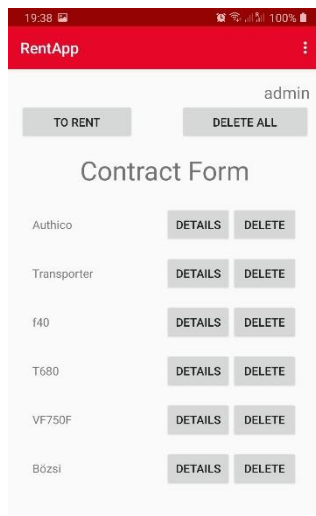 19:38 100%
RentApp
admin
TO RENT DELETE ALL
Contract Form
Authico DETAILS DELETE
Transporter DETAILS DELETE
f40 DETAILS DELETE
T680 DETAILS DELETE
VF750F DETAILS DELETE
Bözsi DETAILS DELETE